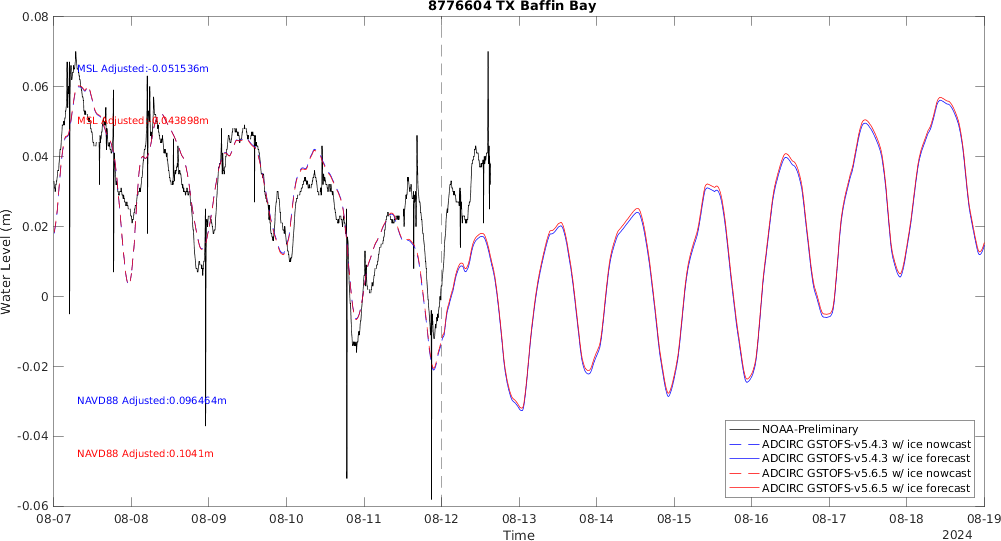 8776604 TX Baffin Bay
0.08
0.06
0.04
0.02
0
-0.02
-0.04
-0.06
Water Level (m)
MSL Adjusted:-0.051536m
MSL Adjusted:-0.043898m
NAVD88 Adjusted:0.096464m
NAVD88 Adjusted:0.1041m
NOAA-Preliminary
ADCIRC GSTOFS-v5.4.3 w/ ice nowcast
ADCIRC GSTOFS-v5.4.3 w/ ice forecast
ADCIRC GSTOFS-v5.6.5 w/ ice nowcast
ADCIRC GSTOFS-v5.6.5 w/ ice forecast
08-07 08-08 08-09 08-10 08-11 08-12 08-13 08-14 08-15 08-16 08-17 08-18 08-19
Time
2024